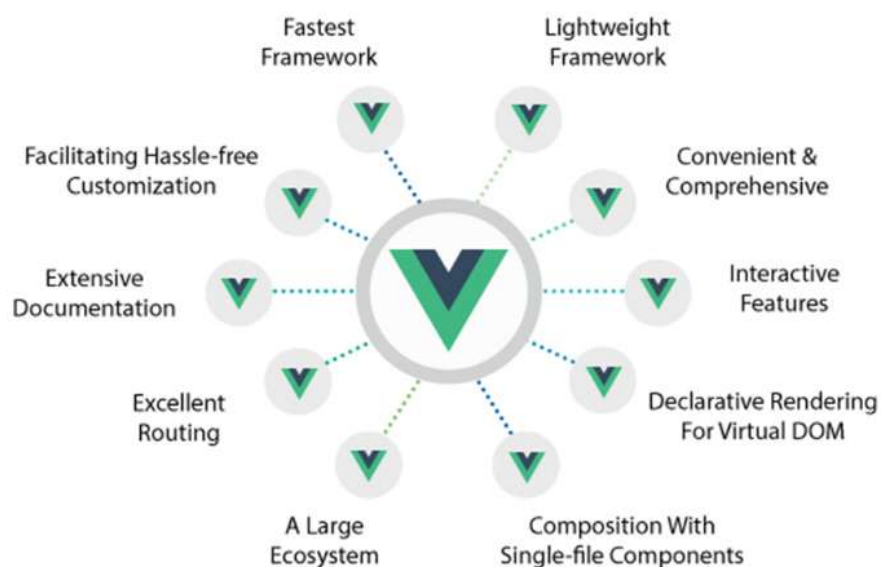 Fastest
Framework
Lightweight
Framework
Facilitating Hassle-free
Customization
Convenient &
Comprehensive
Extensive
Documentation
Interactive
Features
Excellent
Routing
Declarative Rendering
For Virtual DOM
A Large
Ecosystem
Composition With
Single-file Components